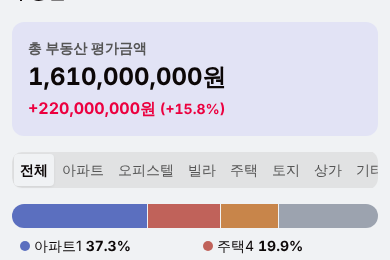 총 부동산 평가금액
1,610,000,000원
+220,000,000원 (+15.8%)
전체 아파트 오피스텔 빌라 주택 토지 상가 기타
아파트1 37.3% 주택4 19.9%